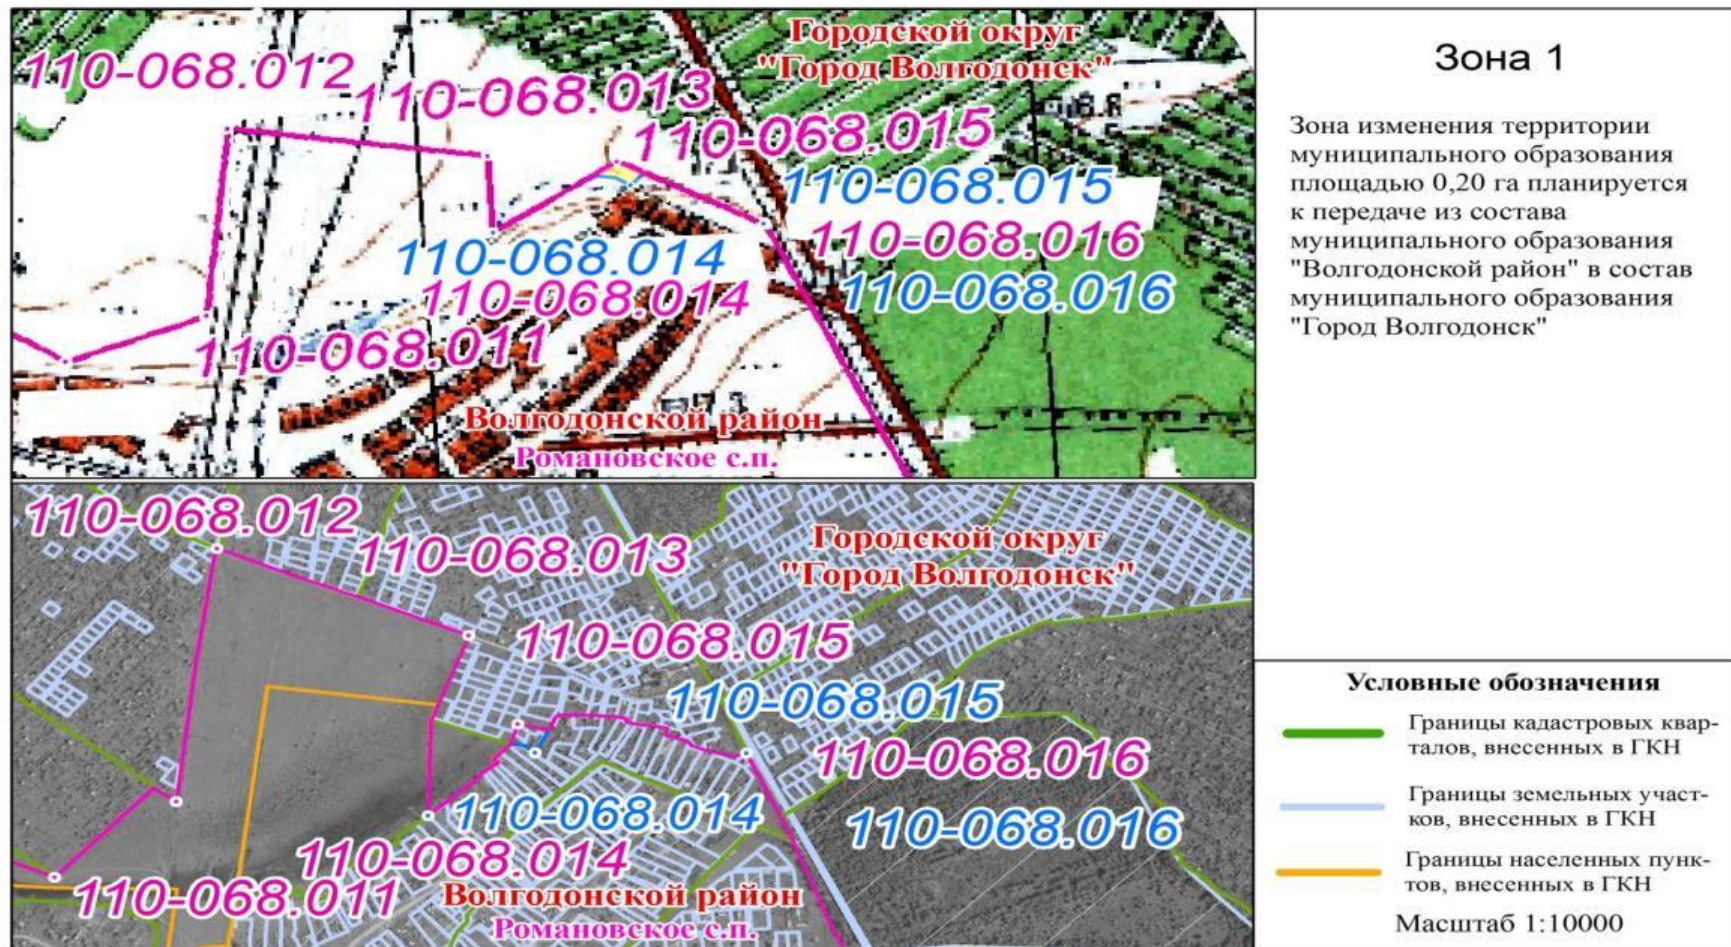 Городской округ
"Город Волгодонск"
110-068.012
110-068.013
110-068.015
110-068.015
110-068.016
110-068.014
110-068.014
110-068.016
110-068.011
Волгодонской район
Романовское с.п.
Зона 1
Зона изменения территории
муниципального образования
площадью 0,20 га планируется
к передаче из состава
муниципального образования
"Волгодонской район" в состав
муниципального образования
"Город Волгодонск"
110-068.012
Городской округ
"Город Волгодонск"
110-068.013
110-068.015
110-068.015
110-068.016
110-068.014
110-068.016
110-068.014
110-068.011
Волгодонской район
Романовское с.п.
Условные обозначения
Границы кадастровых квар-
талов, внесенных в ГКН
Границы земельных участ-
ков, внесенных в ГКН
Границы населенных пунк-
тов, внесенных в ГКН
Масштаб 1:10000